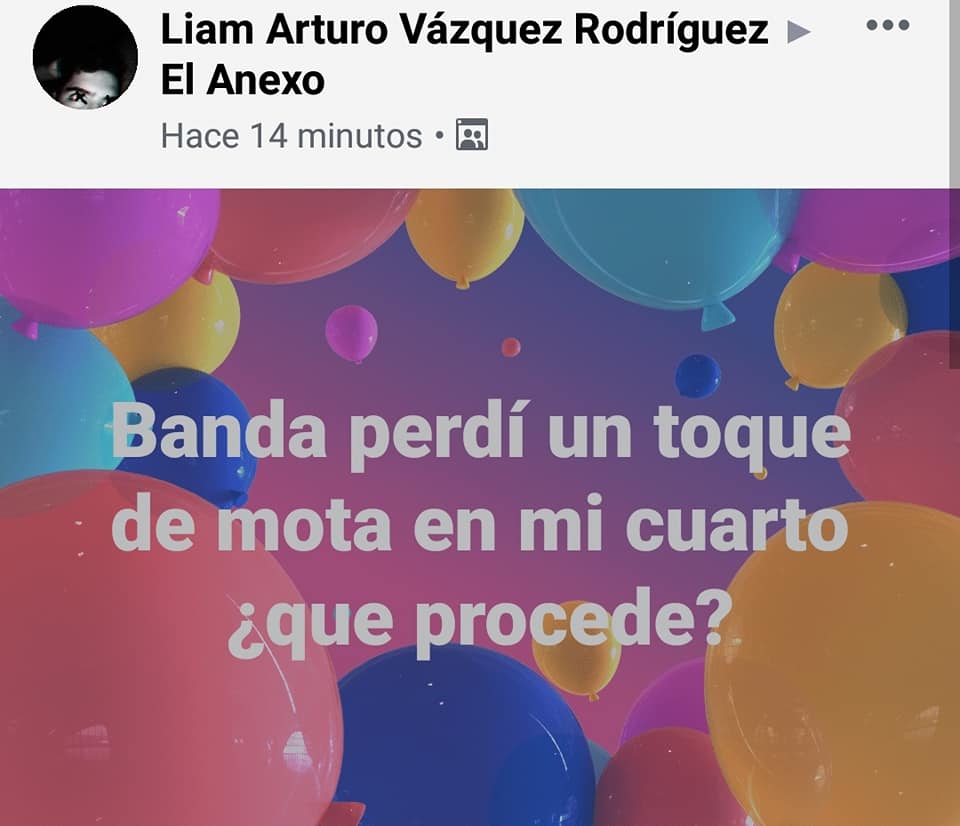 Liam Arturo Vázquez Rodríguez ▶
El Anexo
Hace 14 minutos •
Banda perdí un toque
de mota en mi cuarto
¿que procede?